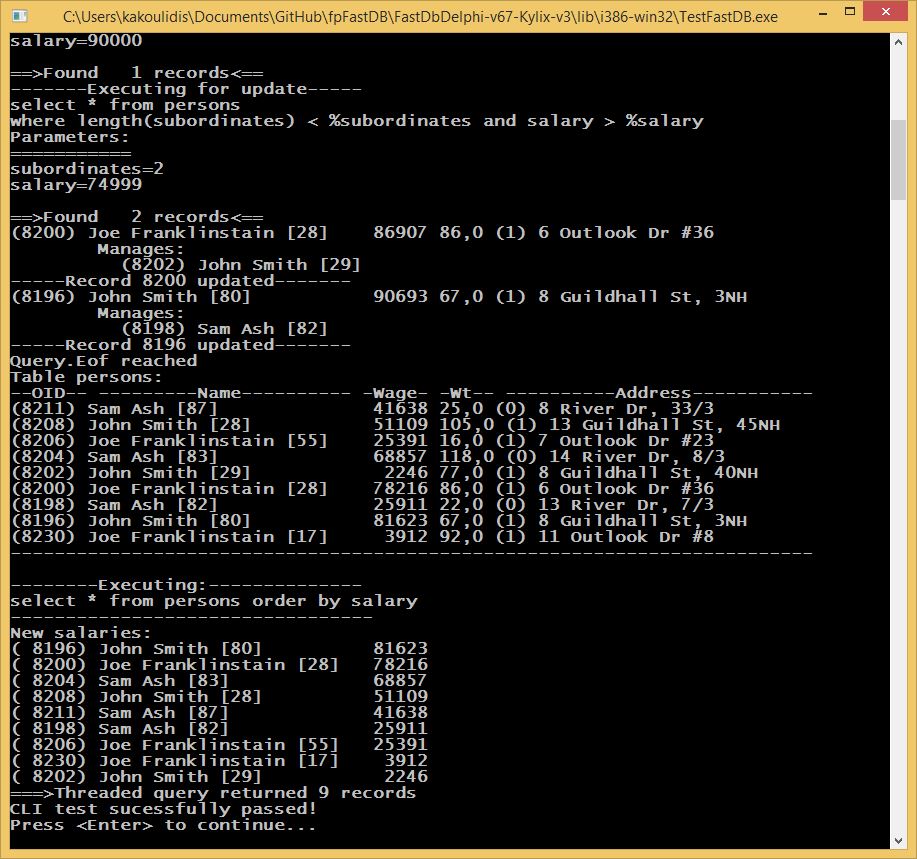 C:\Users\kakoulidis\Documents\GitHub\fpFastDB\FastDbDelphi-v67-Kylix-v3\lib\i386-win32\TestFastDB.exe
salary=90000
==>Found   1 records<==
-------Executing for update-----
select * from persons
where length(subordinates) < %subordinates and salary > %salary
Parameters:
===========
subordinates=2
salary=74999
==>Found   2 records<==
(8200) Joe Franklinstain [28]    86907 86,0 (1) 6 Outlook Dr #36
        Manages:
          (8202) John Smith [29]
-----Record 8200 updated-------
(8196) John Smith [80]           90693 67,0 (1) 8 Guildhall St, 3NH
        Manages:
          (8198) Sam Ash [82]
-----Record 8196 updated-------
Query.Eof reached
Table persons:
--OID-- ---------Name---------- -Wage- -Wt-- ----------Address-----------
(8211) Sam Ash [87]              41638 25,0 (0) 8 River Dr, 33/3
(8208) John Smith [28]           51109 105,0 (1) 13 Guildhall St, 45NH
(8206) Joe Franklinstain [55]    25391 16,0 (1) 7 Outlook Dr #23
(8204) Sam Ash [83]              68857 118,0 (0) 14 River Dr, 8/3
(8202) John Smith [29]            2246 77,0 (1) 8 Guildhall St, 40NH
(8200) Joe Franklinstain [28]    78216 86,0 (1) 6 Outlook Dr #36
(8198) Sam Ash [82]              25911 22,0 (0) 13 River Dr, 7/3
(8196) John Smith [80]           81623 67,0 (1) 8 Guildhall St, 3NH
(8230) Joe Franklinstain [17]     3912 92,0 (1) 11 Outlook Dr #8
-------------------------------------------------------------------------
--------Executing:--------------
select * from persons order by salary
---------------------------------
New salaries:
( 8196) John Smith [80]          81623
( 8200) Joe Franklinstain [28]   78216
( 8204) Sam Ash [83]             68857
( 8208) John Smith [28]          51109
( 8211) Sam Ash [87]             41638
( 8198) Sam Ash [82]             25911
( 8206) Joe Franklinstain [55]   25391
( 8230) Joe Franklinstain [17]    3912
( 8202) John Smith [29]           2246
===>Threaded query returned 9 records
CLI test sucessfully passed!
Press <Enter> to continue...